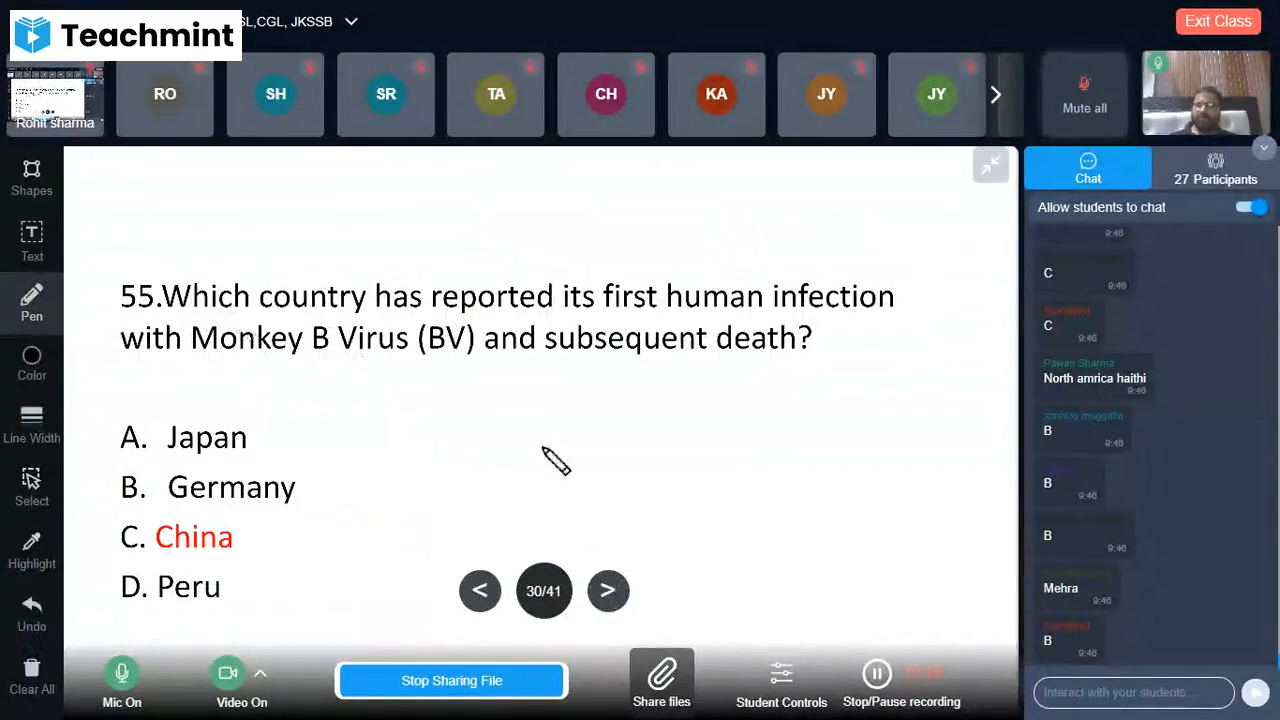 Teachmint
SL,CGL, JKSSB
Exit Class
Rohit sharma
RO
SH
SR
TA
CH
KA
JY
JY
Mute all
Shapes
Text
Pen
Color
Line Width
Select
Highlight
Undo
Clear All
55.Which country has reported its first human infection
with Monkey B Virus (BV) and subsequent death?
A. Japan
B. Germany
C. China
D. Peru
< 30/41 >
Chat
27 Participants
Allow students to chat
9:46
C
9:46
C
9:46
Pawan Sharma
North amrica haithi
9:46
B
9:46
B
9:46
B
9:46
Mehra
9:46
B
9:46
Interact with your students...
Mic On
Video On
Stop Sharing File
Share files
Student Controls
Stop/Pause recording